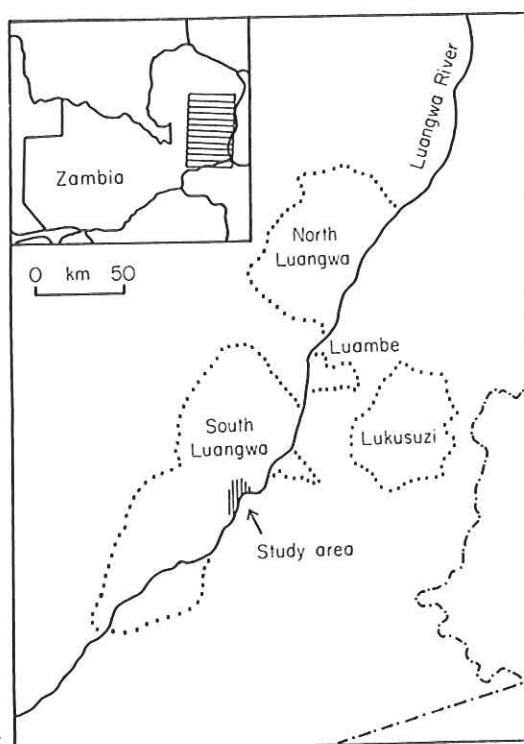 Zambia
0 km 50
Luangwa River
North
Luangwa
Luambe
South
Luangwa
Lukusuzi
Study area